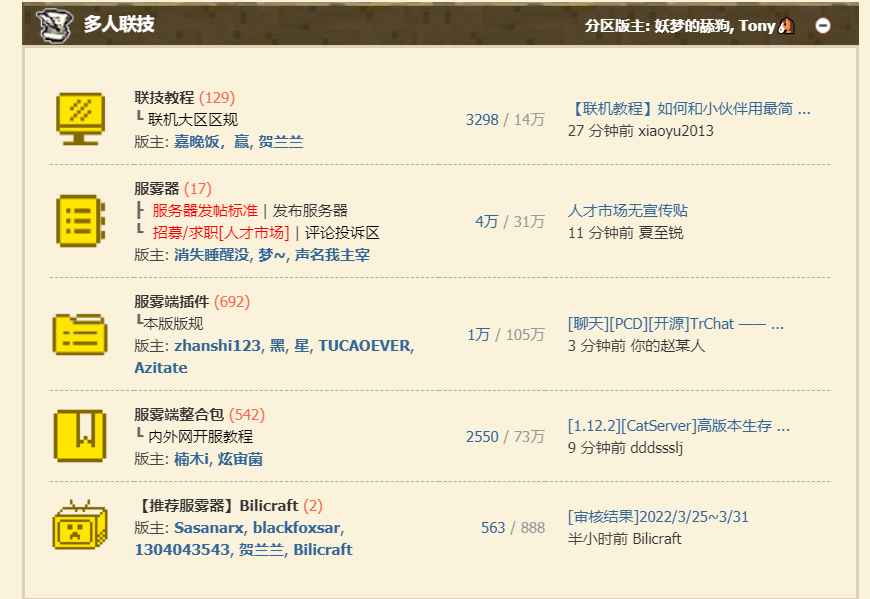 多人联技
分区版主: 妖梦的舔狗, Tony
联技教程 (129)
┗ 联机大区区规
版主: 嘉晚饭, 赢, 贺兰兰
3298 / 14万
【联机教程】如何和小伙伴用最简 ...
27 分钟前 xiaoyu2013
服雾器 (17)
┠ 服务器发帖标准 | 发布服务器
┗ 招募/求职[人才市场] | 评论投诉区
版主: 消失睡醒没, 梦~, 声名我主宰
4万 / 31万
人才市场无宣传贴
11 分钟前 夏至锐
服雾端插件 (692)
┗本版版规
版主: zhanshi123, 黑, 星, TUCAOEVER,
Azitate
1万 / 105万
[聊天][PCD][开源]TrChat —— ...
3 分钟前 你的赵某人
服雾端整合包 (542)
┗ 内外网开服教程
版主: 楠木i, 炫宙菌
2550 / 73万
[1.12.2][CatServer]高版本生存 ...
9 分钟前 dddssslj
【推荐服雾器】Bilicraft (2)
版主: Sasanarx, blackfoxsar,
1304043543, 贺兰兰, Bilicraft
563 / 888
[审核结果]2022/3/25~3/31
半小时前 Bilicraft